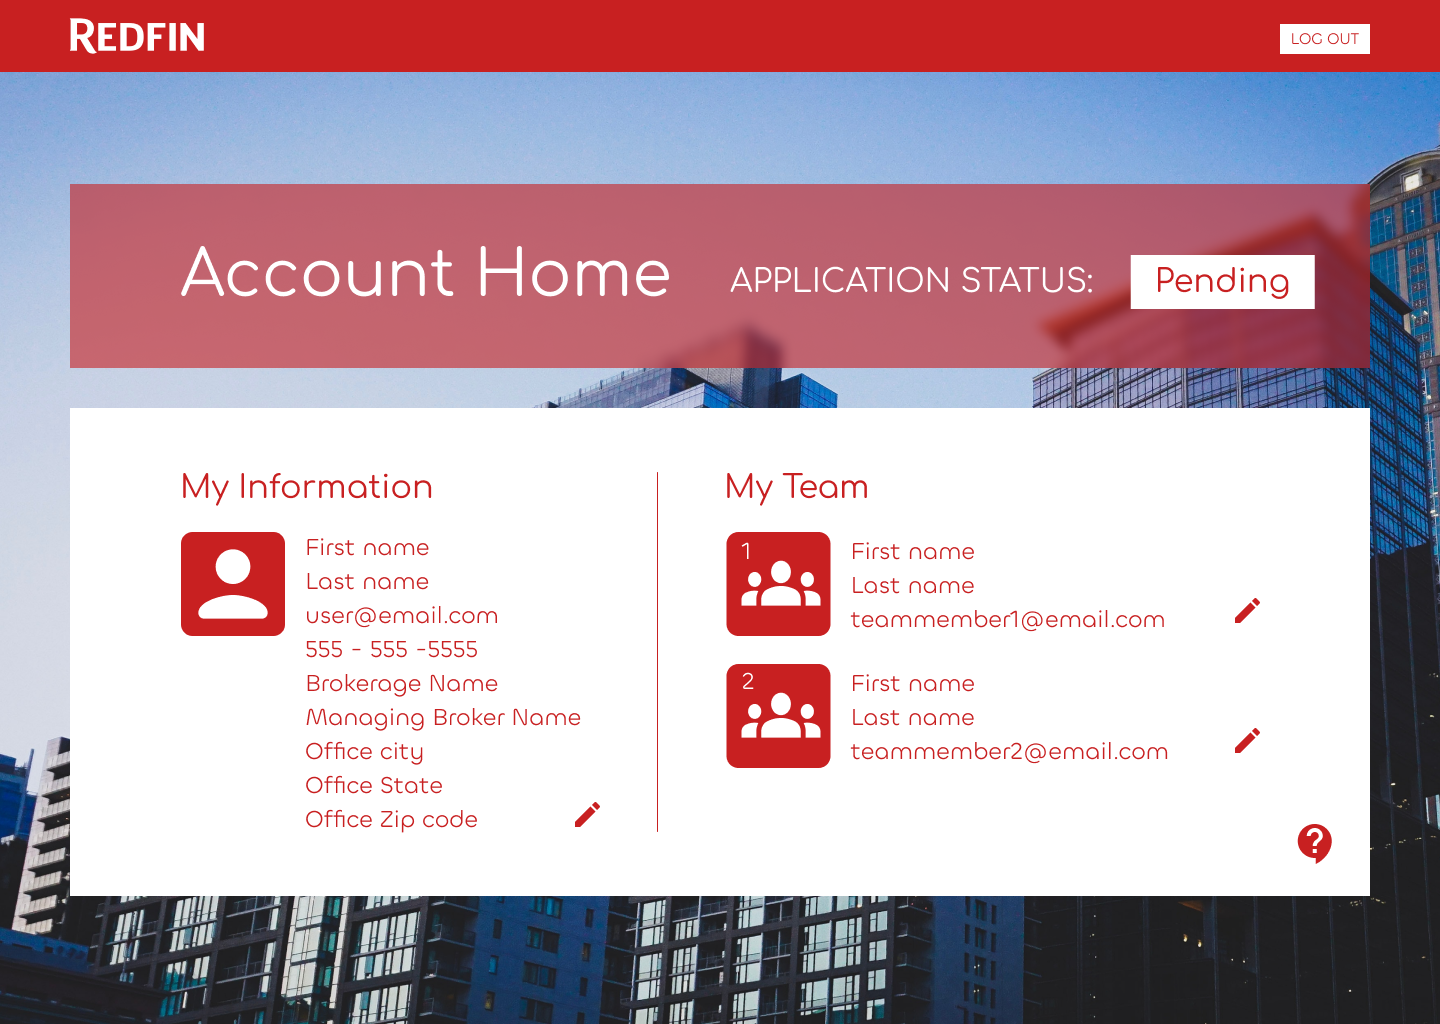 REDFIN
LOG OUT
Account Home
APPLICATION STATUS:
Pending
My Information
First name
Last name
user@email.com
555 - 555 -5555
Brokerage Name
Managing Broker Name
Office city
Office State
Office Zip code
My Team
1
First name
Last name
teammember1@email.com
2
First name
Last name
teammember2@email.com
?